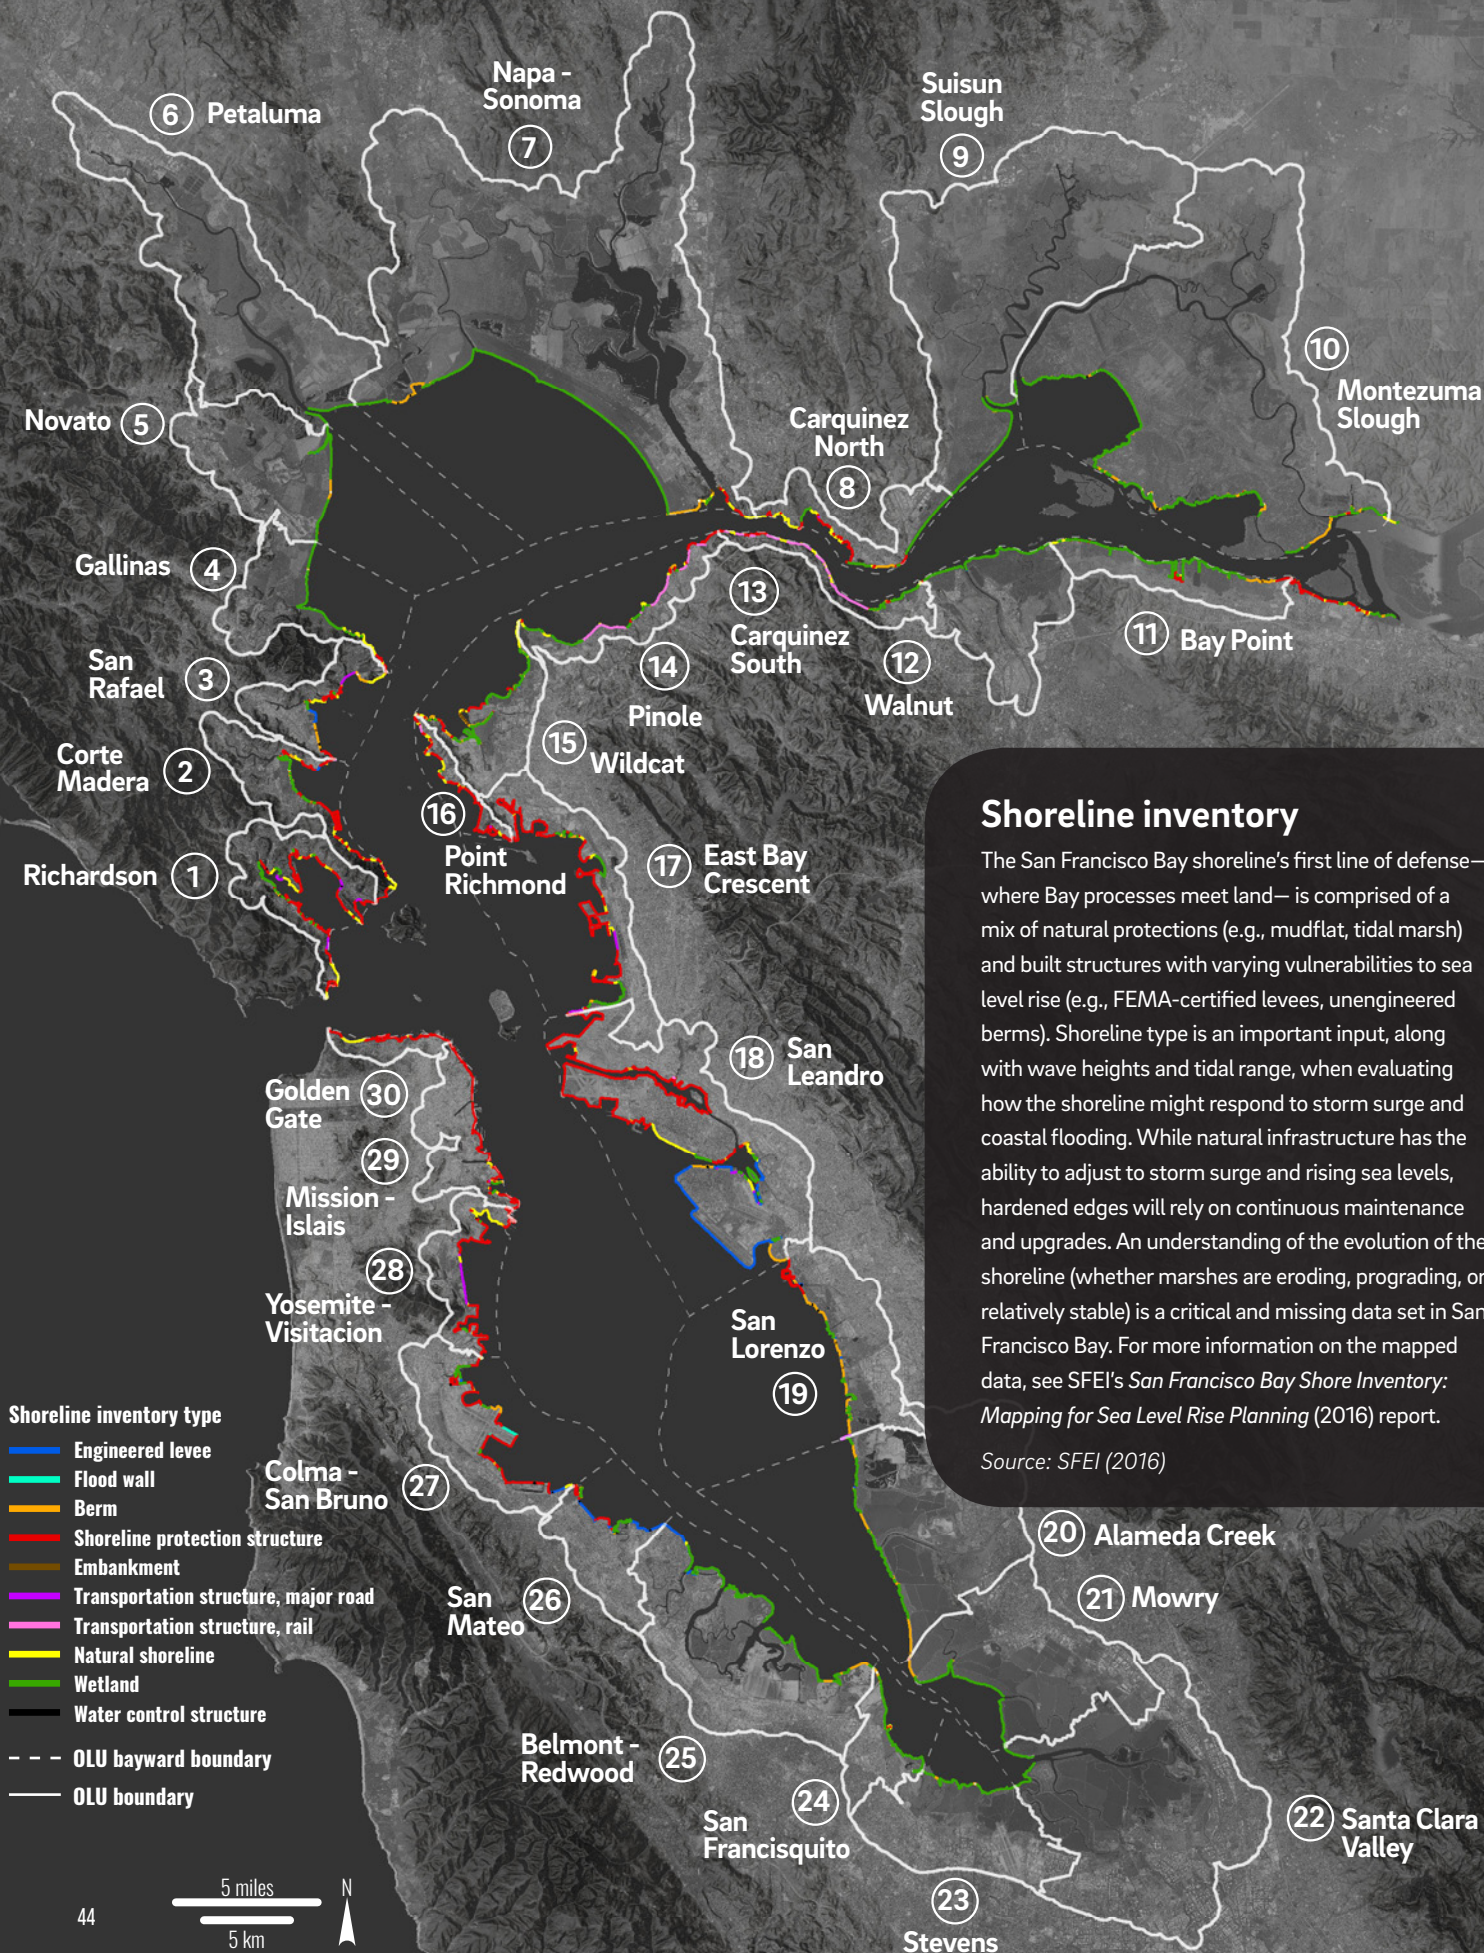 6 Petaluma
Napa -
Sonoma
7
Suisun
Slough
9
10
Montezuma
Slough
Novato 5
Carquinez
North
8
Gallinas 4
13
Carquinez
South
11 Bay Point
12
Walnut
14
Pinole
San
Rafael 3
15
Wildcat
Corte
Madera 2
16
Point
Richmond
17 East Bay
Crescent
Richardson 1
18 San
Leandro
Golden
Gate 30
29
Mission -
Islais
28
Yosemite -
Visitacion
San
Lorenzo
19
Colma -
San Bruno 27
San
Mateo 26
20 Alameda Creek
21 Mowry
Belmont -
Redwood 25
24
San
Francisquito
22 Santa Clara
Valley
23
Stevens
Shoreline inventory
The San Francisco Bay shoreline’s first line of defense—
where Bay processes meet land— is comprised of a
mix of natural protections (e.g., mudflat, tidal marsh)
and built structures with varying vulnerabilities to sea
level rise (e.g., FEMA-certified levees, unengineered
berms). Shoreline type is an important input, along
with wave heights and tidal range, when evaluating
how the shoreline might respond to storm surge and
coastal flooding. While natural infrastructure has the
ability to adjust to storm surge and rising sea levels,
hardened edges will rely on continuous maintenance
and upgrades. An understanding of the evolution of the
shoreline (whether marshes are eroding, prograding, or
relatively stable) is a critical and missing data set in San
Francisco Bay. For more information on the mapped
data, see SFEI’s San Francisco Bay Shore Inventory:
Mapping for Sea Level Rise Planning (2016) report.
Source: SFEI (2016)
Shoreline inventory type
Engineered levee
Flood wall
Berm
Shoreline protection structure
Embankment
Transportation structure, major road
Transportation structure, rail
Natural shoreline
Wetland
Water control structure
OLU bayward boundary
OLU boundary
5 miles
5 km
N
44